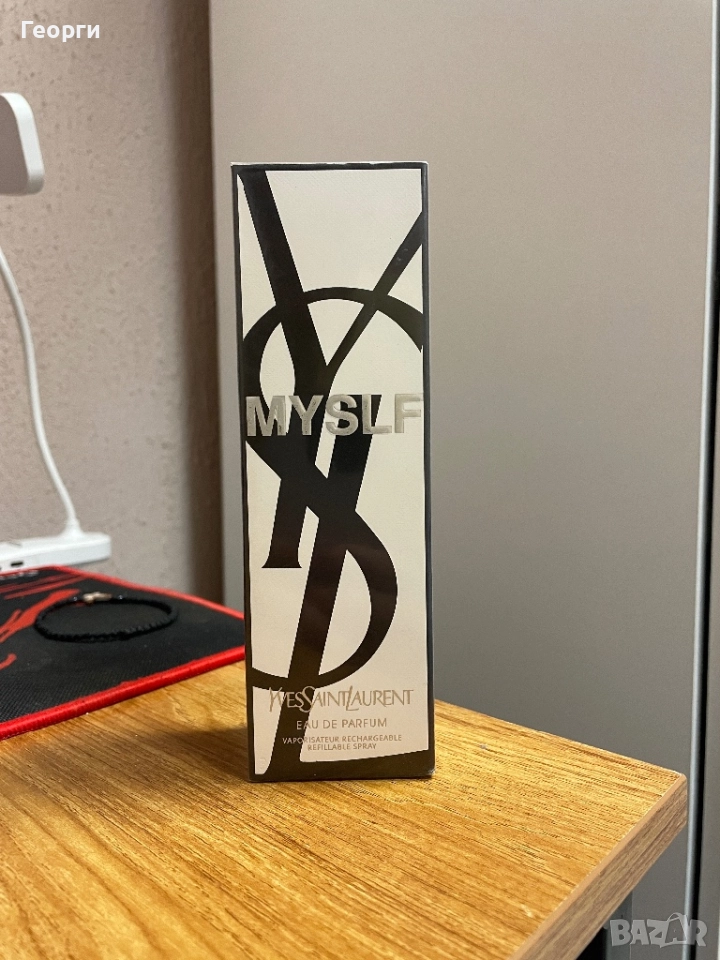 Георги
MYSLF
YVESSAINTLAURENT
EAU DE PARFUM
VAPORISATEUR RECHARGEABLE
REFILLABLE SPRAY
BAZAR